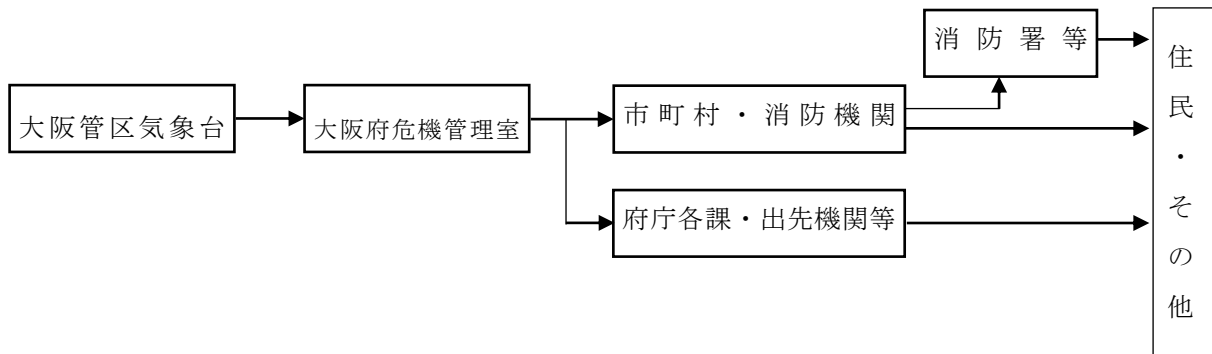 消防署等
大阪管区気象台
大阪府危機管理室
市町村・消防機関
府庁各課・出先機関等
住民・その他